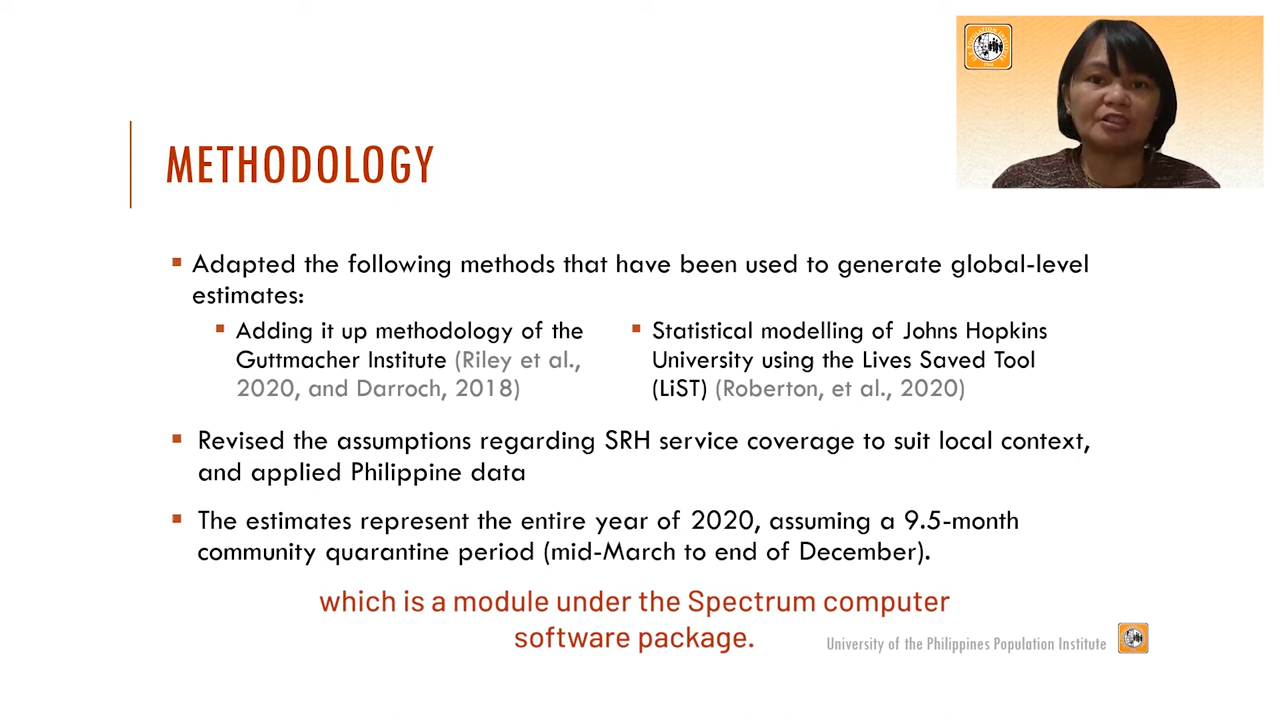 METHODOLOGY
Adapted the following methods that have been used to generate global-level
estimates:
Adding it up methodology of the
Guttmacher Institute (Riley et al.,
2020, and Darroch, 2018)
Statistical modelling of Johns Hopkins
University using the Lives Saved Tool
(LiST) (Roberton, et al., 2020)
Revised the assumptions regarding SRH service coverage to suit local context,
and applied Philippine data
The estimates represent the entire year of 2020, assuming a 9.5-month
community quarantine period (mid-March to end of December).
which is a module under the Spectrum computer
software package.
University of the Philippines Population Institute